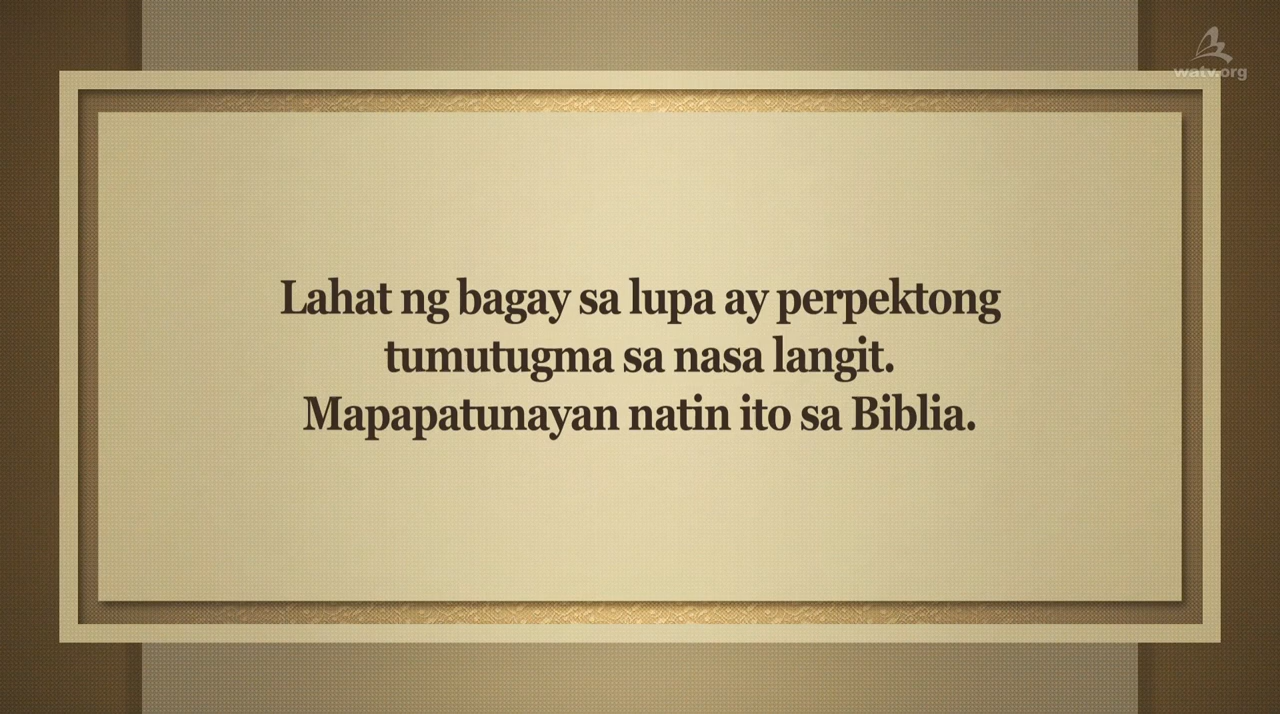 watv.org
Lahat ng bagay sa lupa ay perpektong
tumutugma sa nasa langit.
Mapapatunayan natin ito sa Biblia.